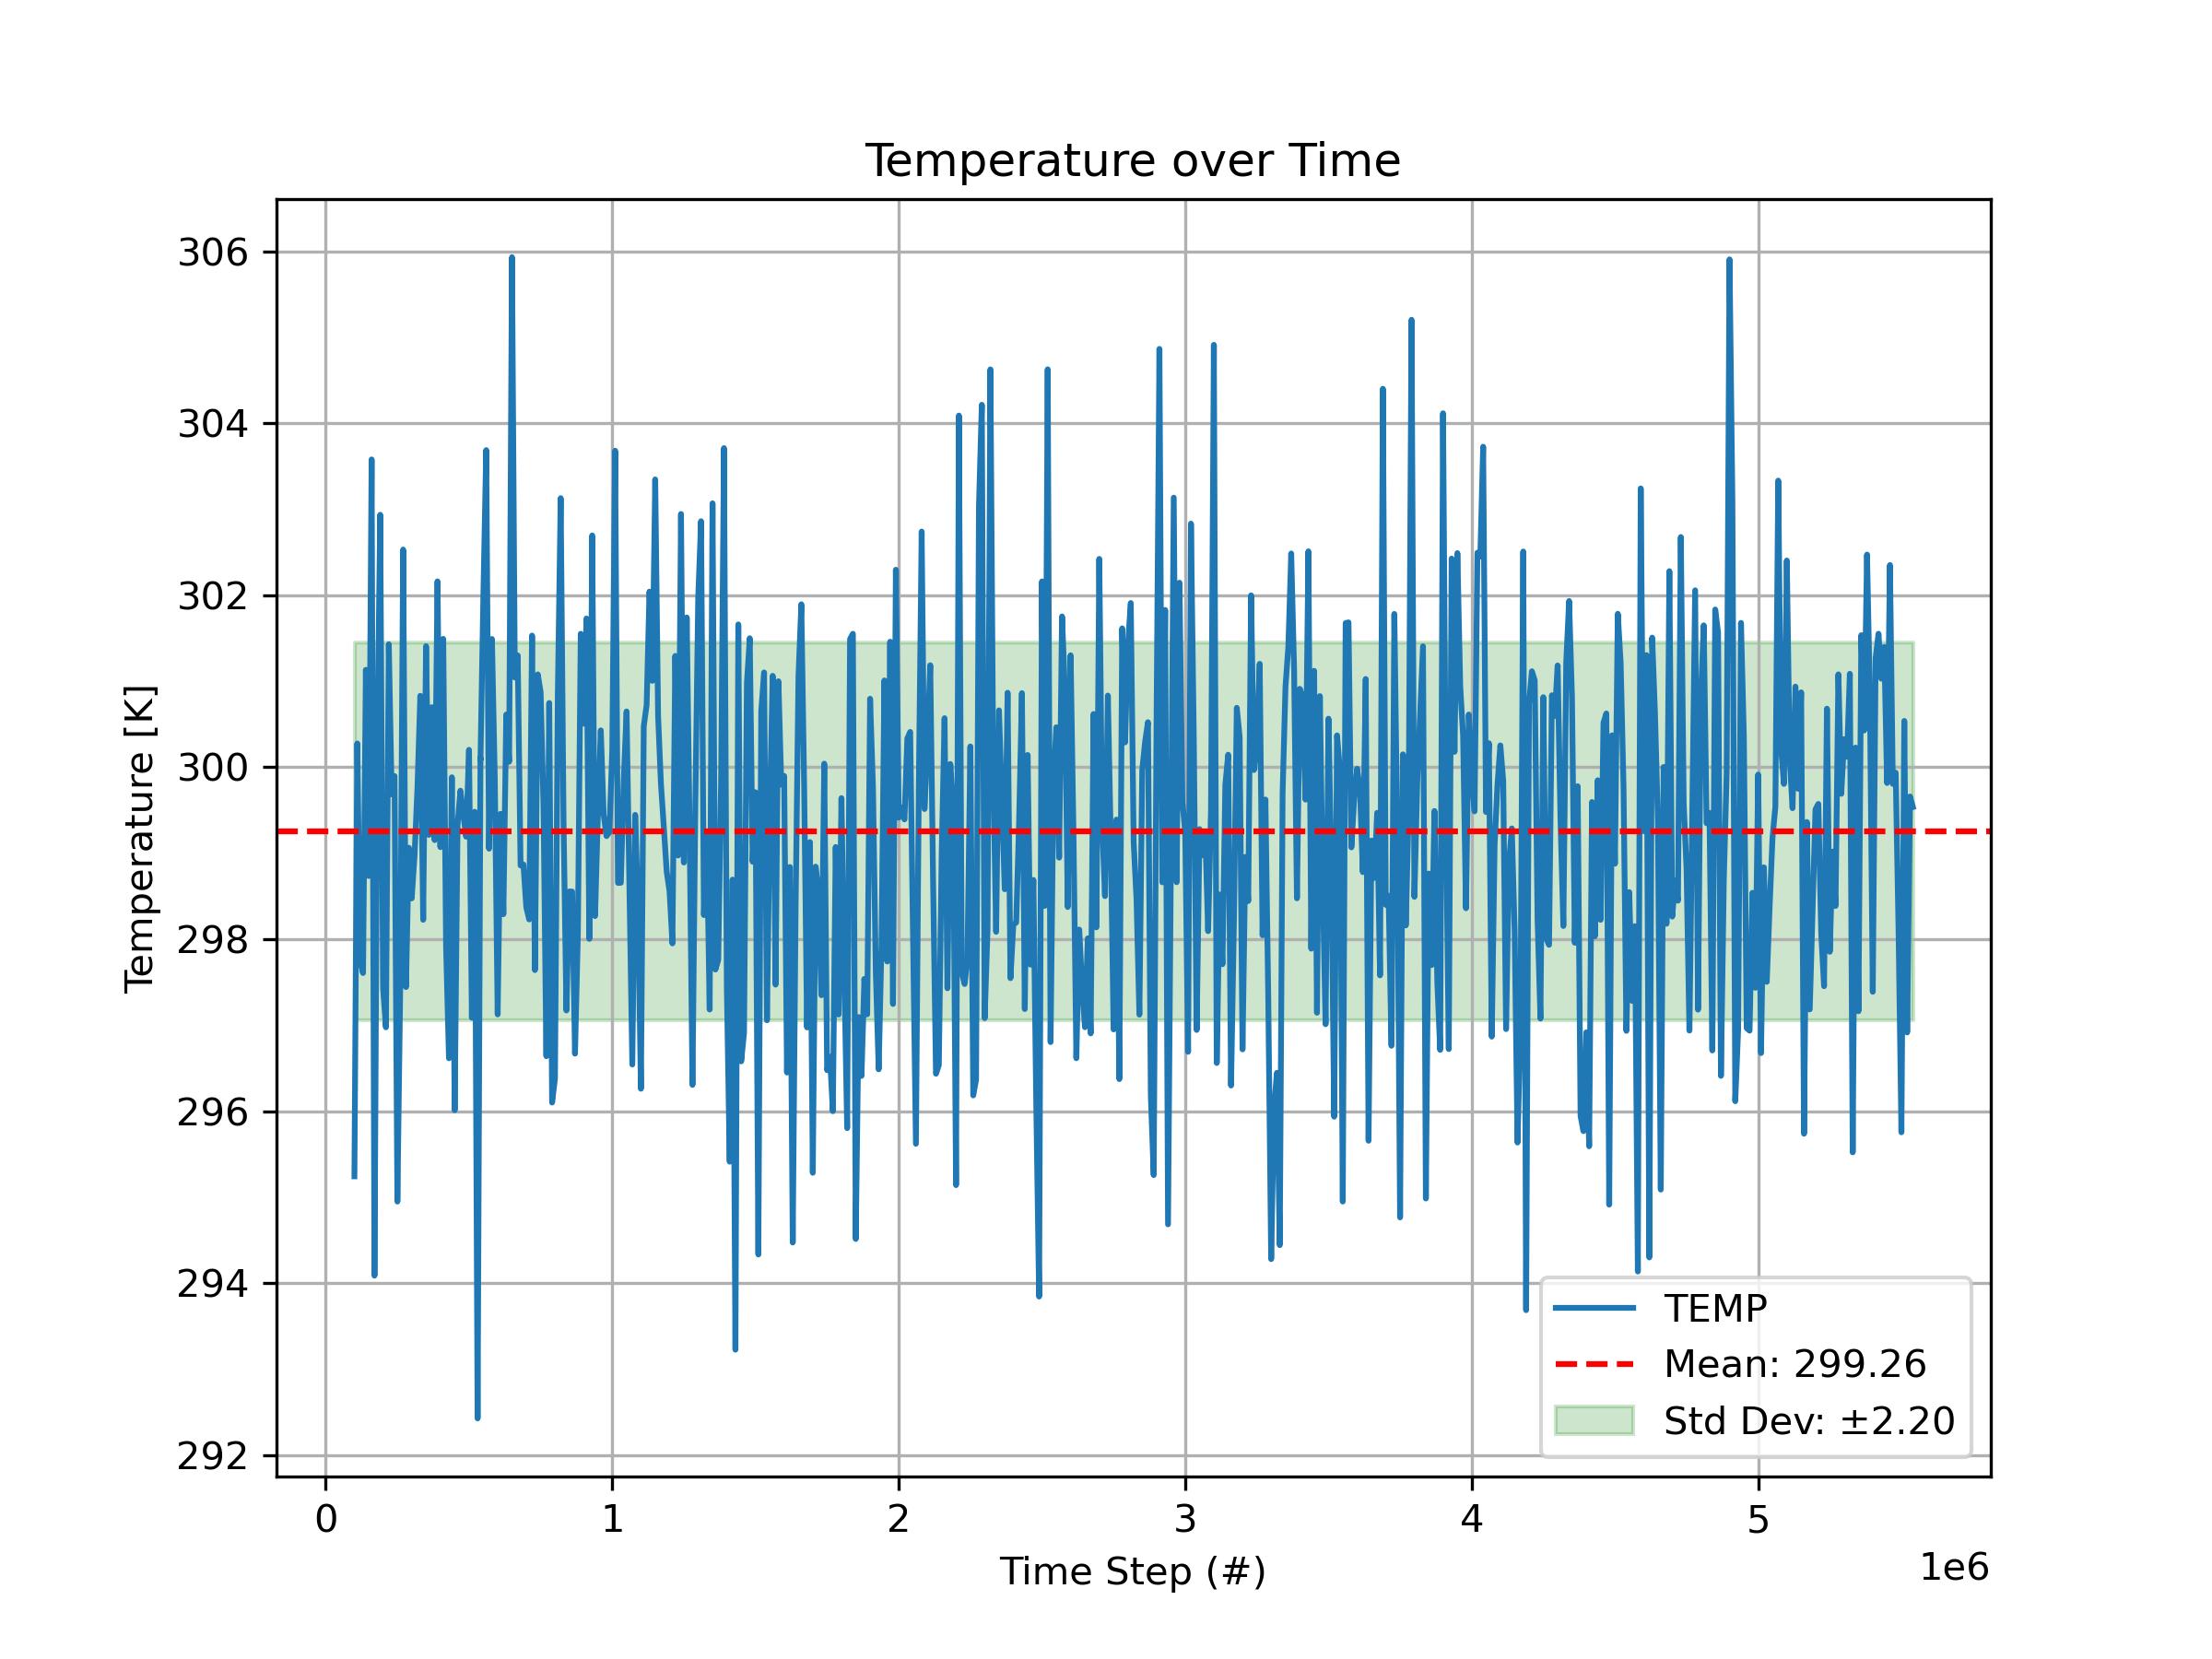 Temperature over Time
Temperature [K]
306
304
302
300
298
296
294
292
0 1 2 3 4 5
1e6
Time Step (#)
TEMP
Mean: 299.26
Std Dev: ±2.20